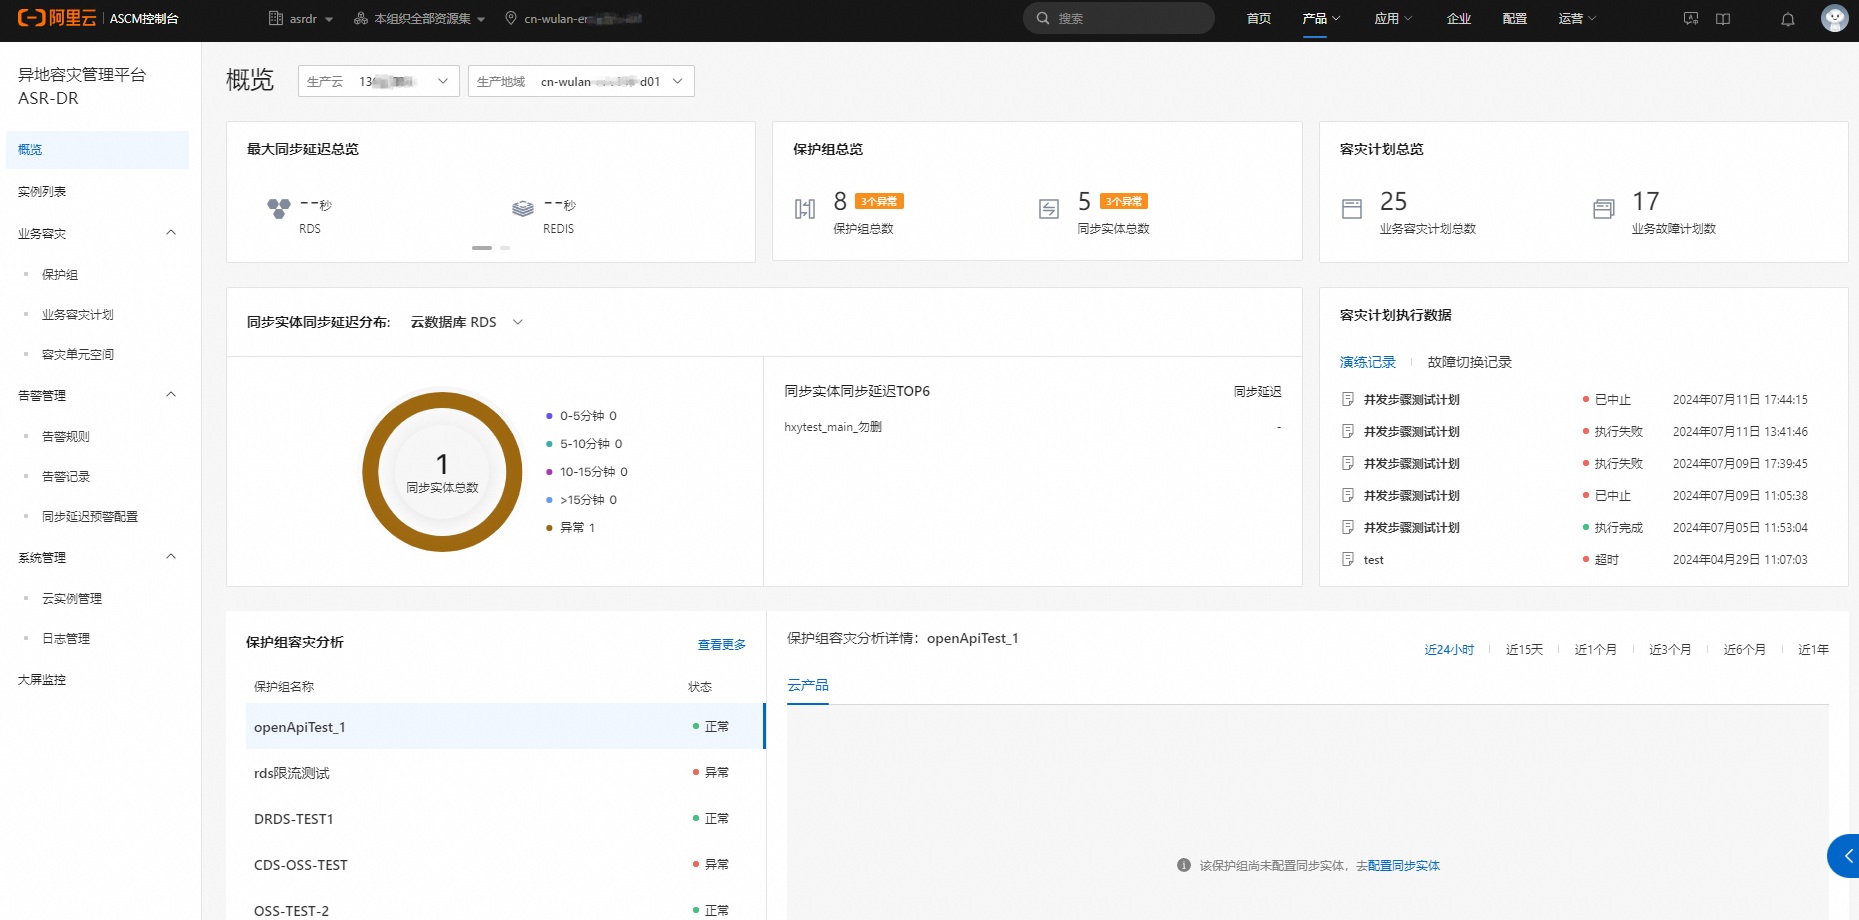 阿里云 ASCM控制台 asrdr 本组织全部资源集 cn-wulan- 搜索 首页 产品 应用 企业 配置 运营
异地容灾管理平台
ASR-DR
概览
实例列表
业务容灾
保护组
业务容灾计划
容灾单元空间
告警管理
告警规则
告警记录
同步延迟预警配置
系统管理
云实例管理
日志管理
大屏监控
概览 生产云 13 生产地域 cn-wulan- d01
最大同步延迟总览
--秒
RDS
--秒
REDIS
保护组总览
8 3个异常
保护组总数
5 3个异常
同步实体总数
容灾计划总览
25
业务容灾计划总数
17
业务故障计划数
同步实体同步延迟分布: 云数据库 RDS
1
同步实体总数
0-5分钟 0
5-10分钟 0
10-15分钟 0
>15分钟 0
异常 1
同步实体同步延迟TOP6 同步延迟
hxytest_main_勿删 -
容灾计划执行数据
演练记录 故障切换记录
并发步骤测试计划 已中止 2024年07月11日 17:44:15
并发步骤测试计划 执行失败 2024年07月11日 13:41:46
并发步骤测试计划 执行失败 2024年07月09日 17:39:45
并发步骤测试计划 已中止 2024年07月09日 11:05:38
并发步骤测试计划 执行完成 2024年07月05日 11:53:04
test 超时 2024年04月29日 11:07:03
保护组容灾分析 查看更多
保护组名称 状态
openApiTest_1 正常
rds限流测试 异常
DRDS-TEST1 正常
CDS-OSS-TEST 异常
OSS-TEST-2 正常
保护组容灾分析详情：openApiTest_1
近24小时 近15天 近1个月 近3个月 近6个月 近1年
云产品
该保护组尚未配置同步实体，去配置同步实体